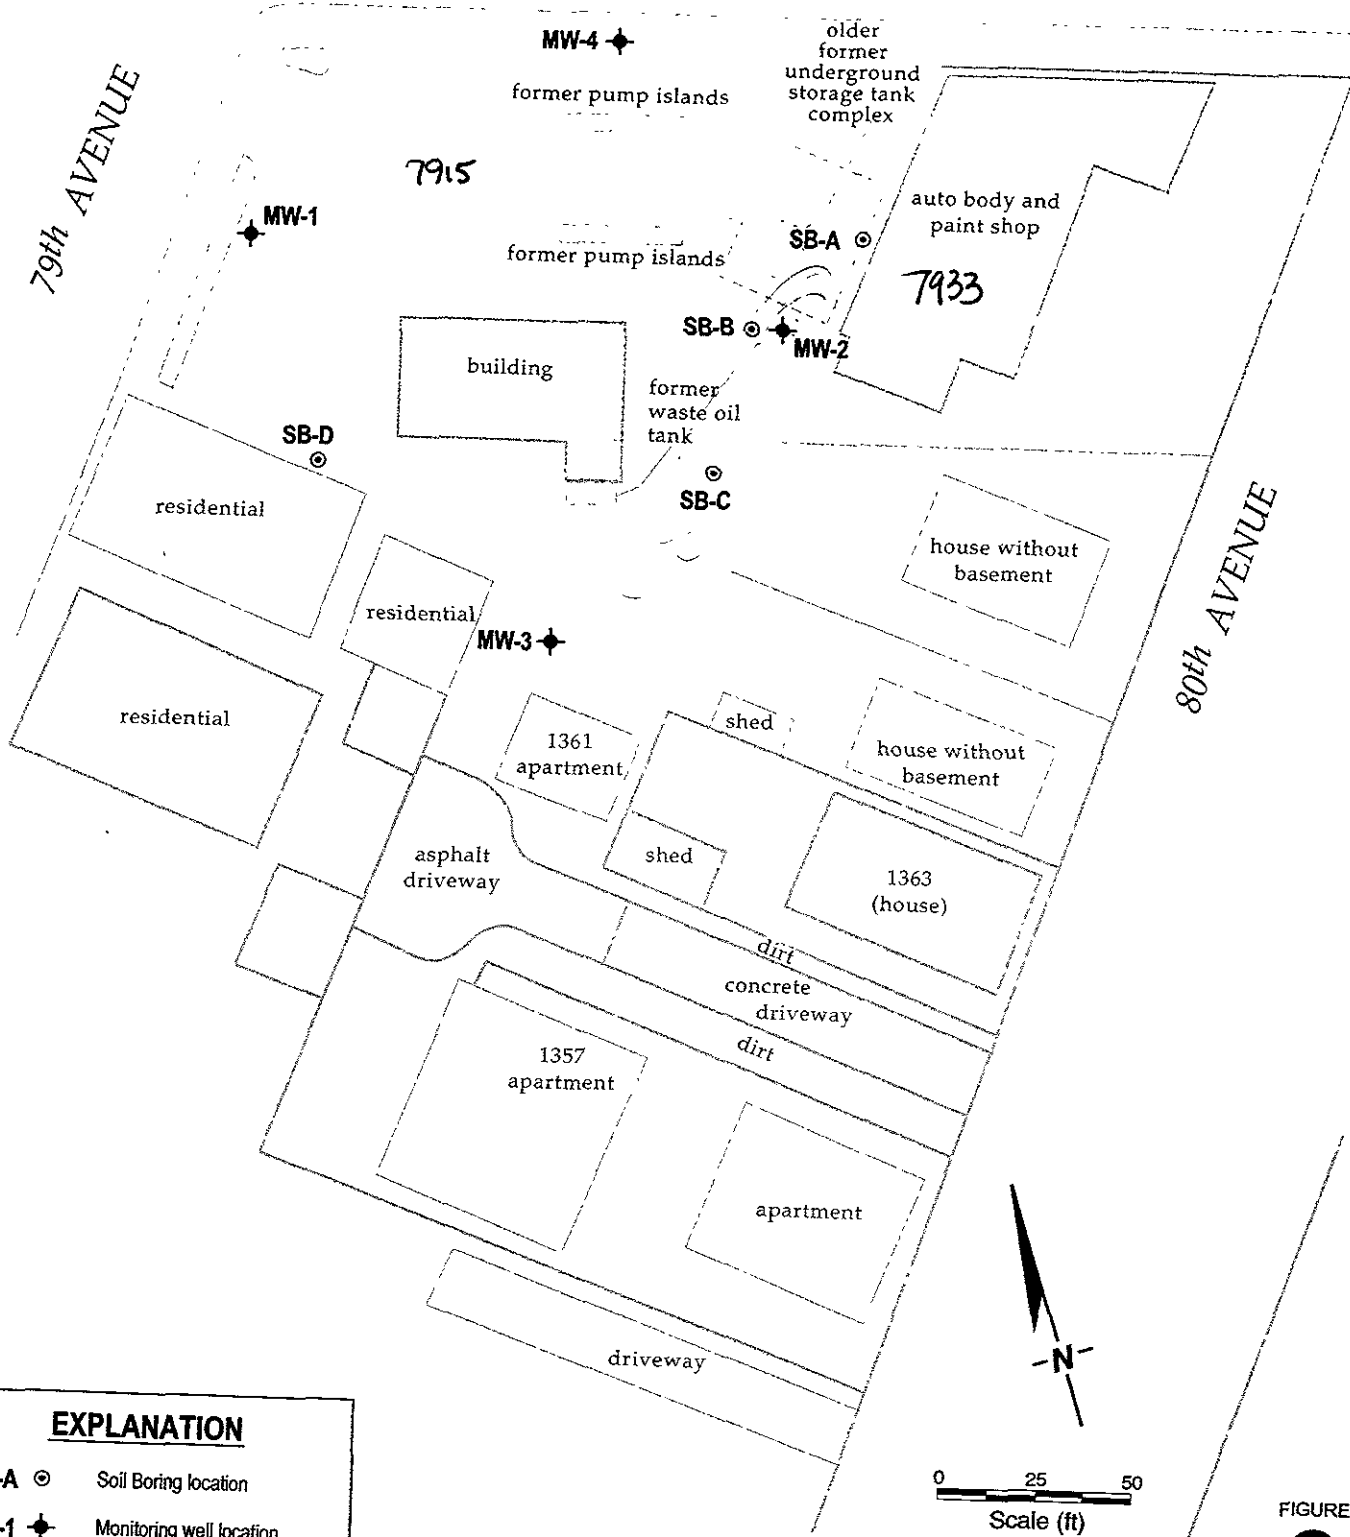 MW-4
older
former
underground
storage tank
complex
former pump islands
79th AVENUE
7915
MW-1
auto body and
paint shop
SB-A
former pump islands
7933
SB-B
MW-2
building
former
waste oil
tank
SB-D
SB-C
residential
house without
basement
80th AVENUE
residential
MW-3
residential
1361
apartment
shed
house without
basement
asphalt
driveway
shed
1363
(house)
dirt
concrete
driveway
dirt
1357
apartment
apartment
driveway
N
EXPLANATION
-A Soil Boring location
-1 Monitoring well location
0 25 50
Scale (ft)
FIGURE